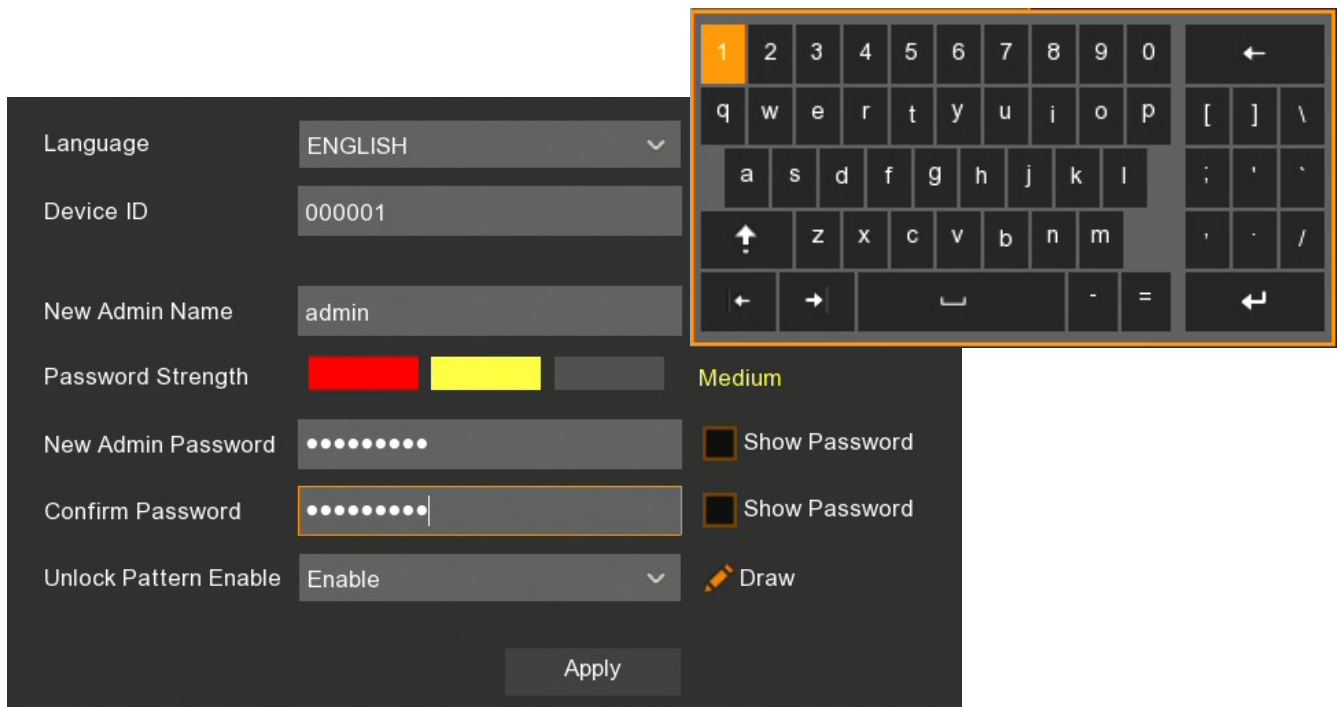 1 2 3 4 5 6 7 8 9 0 ←
q w e r t y u i o p [ ] \
a s d f g h j k l ; ' `
z x c v b n m , . /
- =
Language ENGLISH
Device ID 000001
New Admin Name admin
Password Strength Medium
New Admin Password ••••••••• Show Password
Confirm Password ••••••••• Show Password
Unlock Pattern Enable Enable Draw
Apply